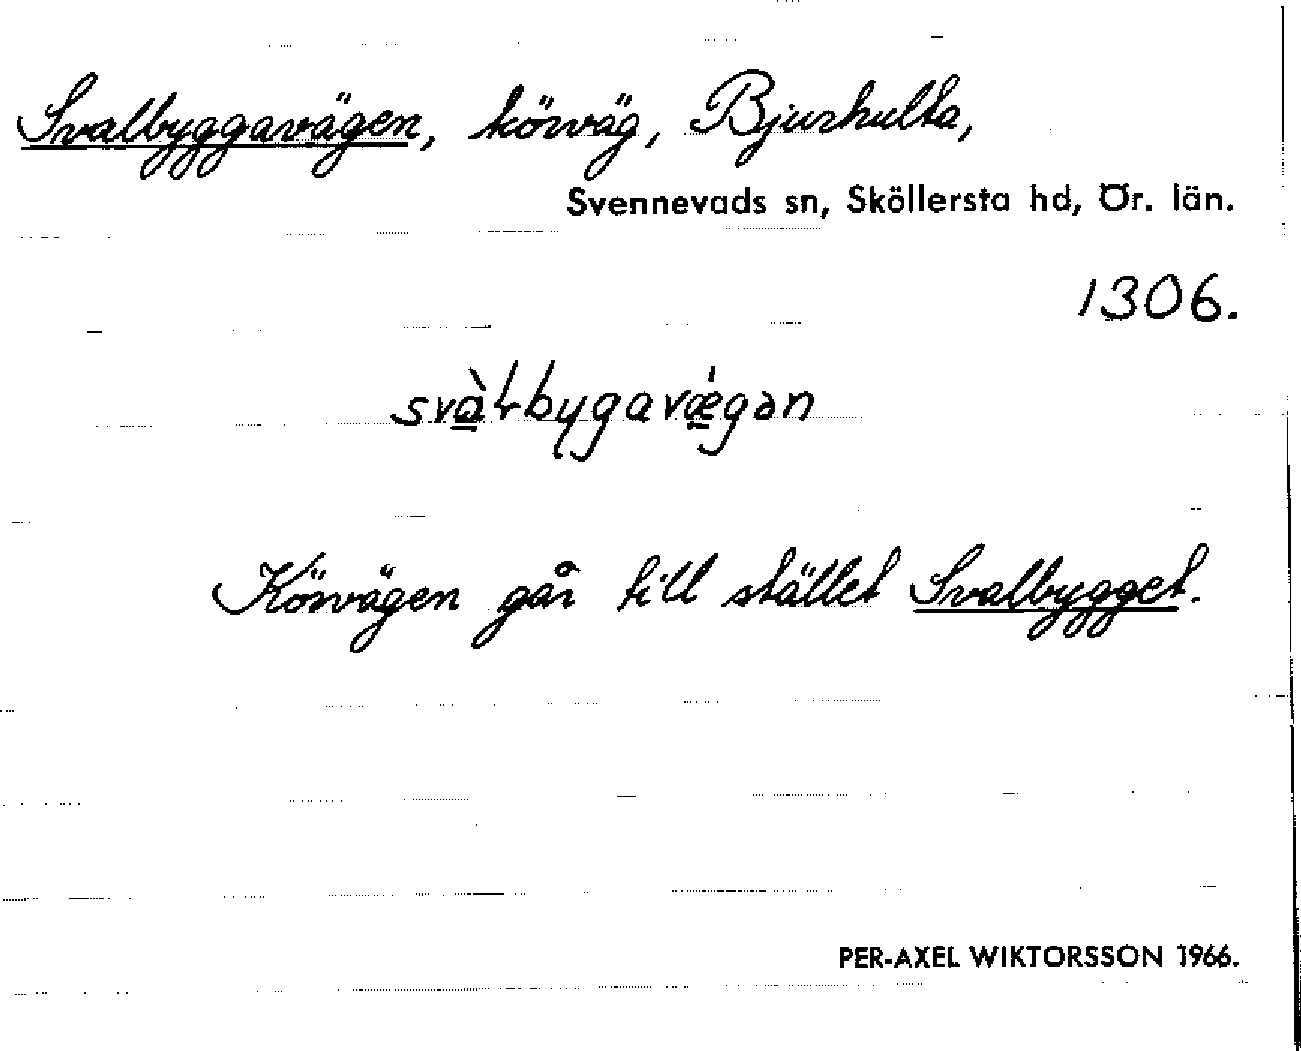 Svalbyggavägen, körväg, Bjurhulta,
Svennevads sn, Sköllersta hd, Ör. län.
1306.
svàɫbygavǽgən
Körvägen går till stället Svalbygget.
PER-AXEL WIKTORSSON 1966.